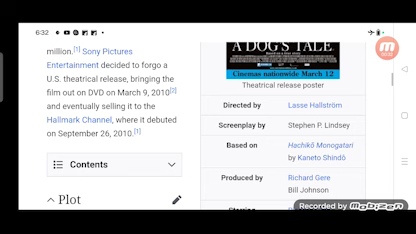 6:32
million.[1] Sony Pictures
Entertainment decided to forgo a
U.S. theatrical release, bringing the
film out on DVD on March 9, 2010[2]
and eventually selling it to the
Hallmark Channel, where it debuted
on September 26, 2010.[1]
Contents
Plot
A DOG'S TALE
Cinemas nationwide March 12
Theatrical release poster
Directed by Lasse Hallström
Screenplay by Stephen P. Lindsey
Based on Hachikō Monogatari
by Kaneto Shindō
Produced by Richard Gere
Bill Johnson
Recorded by Mobizen